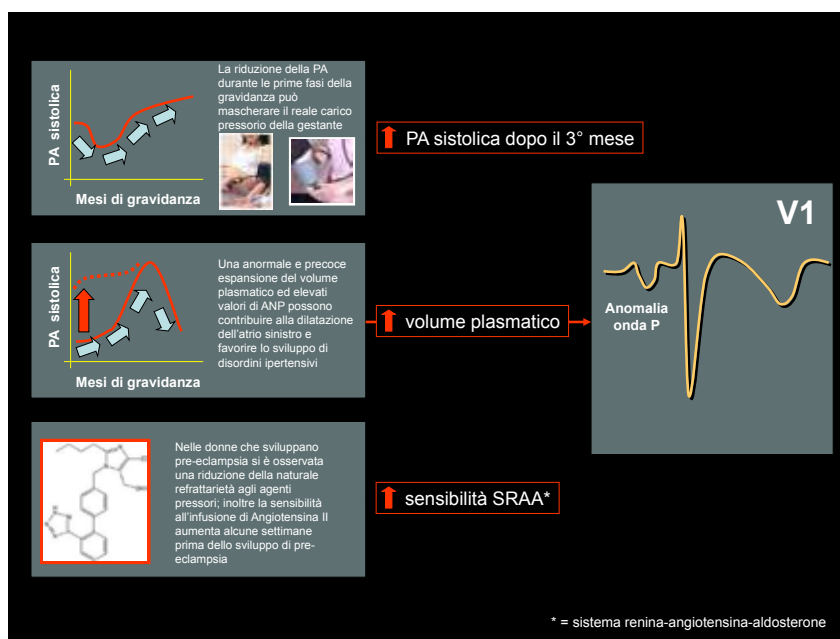 PA sistolica
Mesi di gravidanza
La riduzione della PA
durante le prime fasi della
gravidanza può
mascherare il reale carico
pressorio della gestante
PA sistolica dopo il 3° mese
PA sistolica
Mesi di gravidanza
Una anormale e precoce
espansione del volume
plasmatico ed elevati
valori di ANP possono
contribuire alla dilatazione
dell'atrio sinistro e
favorire lo sviluppo di
disordini ipertensivi
volume plasmatico
V1
Anomalia
onda P
Nelle donne che sviluppano
pre-eclampsia si è osservata
una riduzione della naturale
refrattarietà agli agenti
pressori; inoltre la sensibilità
all'infusione di Angiotensina II
aumenta alcune settimane
prima dello sviluppo di pre-
eclampsia
sensibilità SRAA*
* = sistema renina-angiotensina-aldosterone